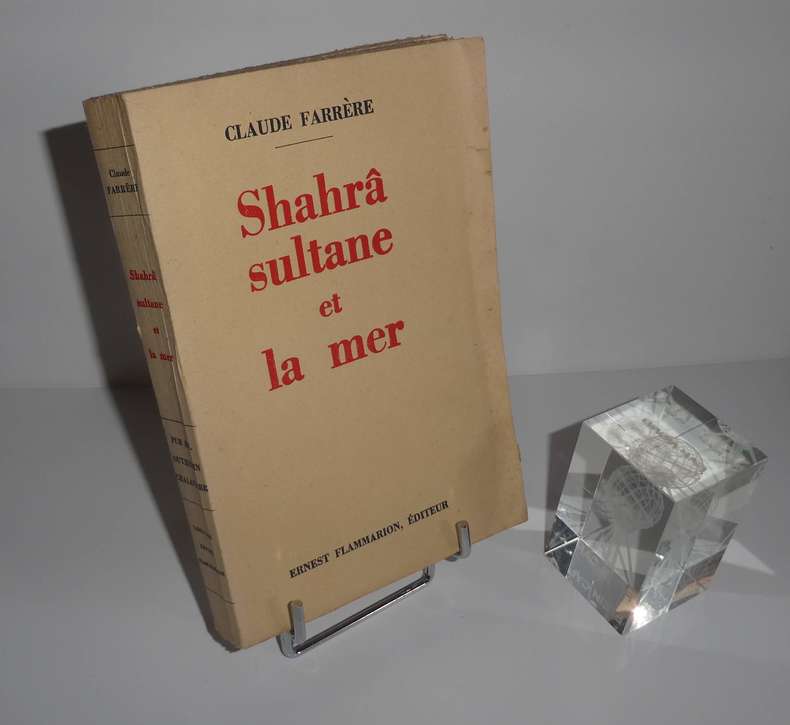 CLAUDE FARRÈRE
Shahrâ
sultane
et
la mer
ERNEST FLAMMARION, ÉDITEUR
Claude
FARRÈRE
Shahrâ
sultane
et
la mer